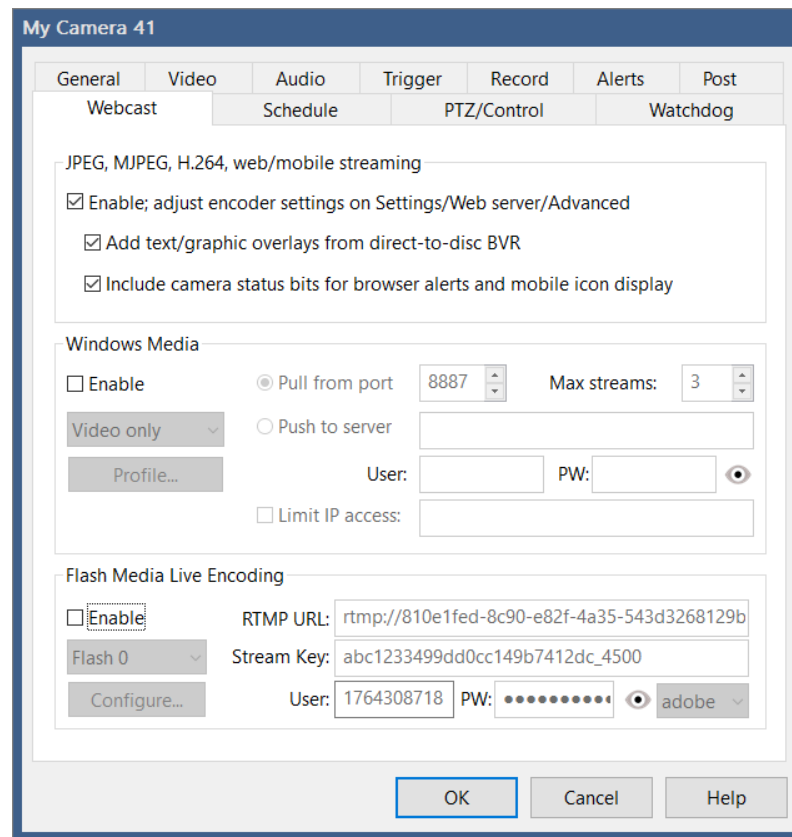 My Camera 41
General Video Audio Trigger Record Alerts Post
Webcast Schedule PTZ/Control Watchdog
JPEG, MJPEG, H.264, web/mobile streaming
Enable; adjust encoder settings on Settings/Web server/Advanced
Add text/graphic overlays from direct-to-disc BVR
Include camera status bits for browser alerts and mobile icon display
Windows Media
Enable Pull from port 8887 Max streams: 3
Video only Push to server
Profile... User: PW:
Limit IP access:
Flash Media Live Encoding
Enable RTMP URL: rtmp://810e1fed-8c90-e82f-4a35-543d3268129b
Flash 0 Stream Key: abc1233499dd0cc149b7412dc_4500
Configure... User: 1764308718 PW: ●●●●●●●●●● adobe
OK Cancel Help